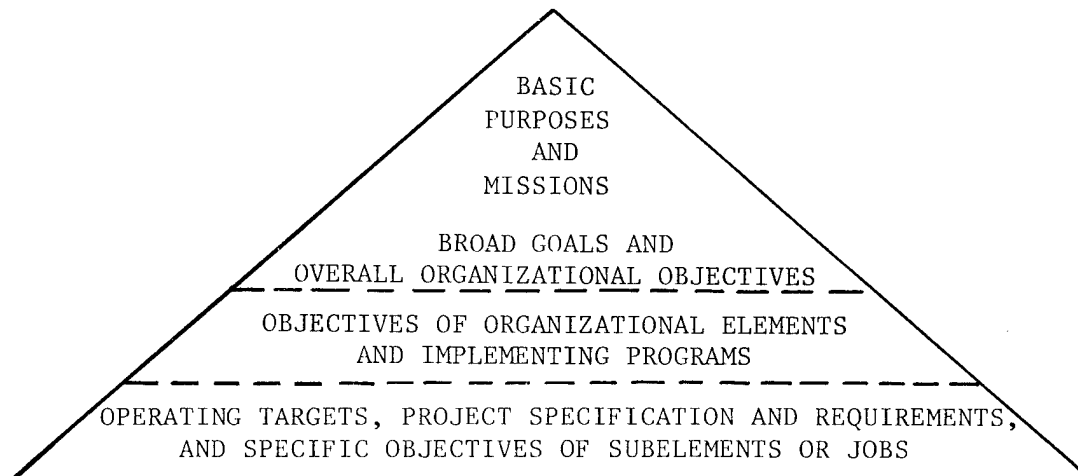 BASIC
PURPOSES
AND
MISSIONS
BROAD GOALS AND
OVERALL ORGANIZATIONAL OBJECTIVES
OBJECTIVES OF ORGANIZATIONAL ELEMENTS
AND IMPLEMENTING PROGRAMS
OPERATING TARGETS, PROJECT SPECIFICATION AND REQUIREMENTS,
AND SPECIFIC OBJECTIVES OF SUBELEMENTS OR JOBS